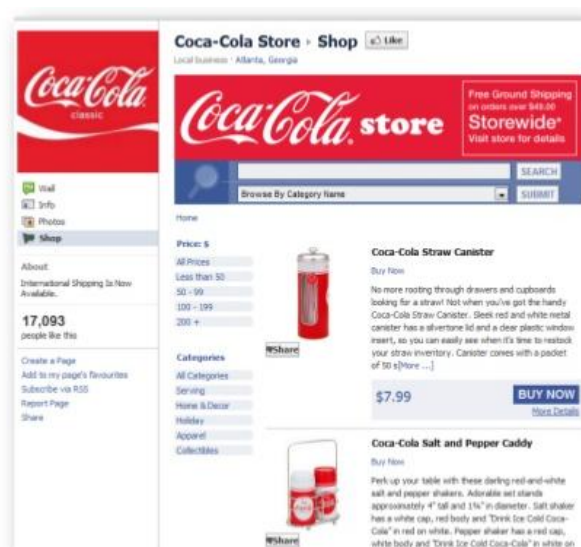 Coca-Cola Store › Shop Like
Local business · Atlanta, Georgia
Coca-Cola
classic
Coca-Cola store
Free Ground Shipping
on orders over $49.00
Storewide*
Visit store for details
SEARCH
Browse By Category Name
SUBMIT
Wall
Info
Photos
Shop
About
International Shipping Is Now
Available.
17,093
people like this
Create a Page
Add to my page's favourites
Subscribe via RSS
Report Page
Share
Home
Price: $
All Prices
Less than 50
50 - 99
100 - 199
200 +
Categories
All Categories
Serving
Home & Decor
Holiday
Apparel
Collectibles
Share
Coca-Cola Straw Canister
Buy Now
No more rooting through drawers and cupboards
looking for a straw! Not when you've got the handy
Coca-Cola Straw Canister. Sleek red and white metal
canister has a silvertone lid and a clear plastic window
insert, so you can easily see when it's time to restock
your straw inventory. Canister comes with a packet
of 50 s[More ...]
$7.99
BUY NOW
More Details
Share
Coca-Cola Salt and Pepper Caddy
Buy Now
Perk up your table with these darling red-and-white
salt and pepper shakers. Adorable set stands
approximately 4" tall and 1¾" in diameter. Salt shaker
has a white cap, red body and "Drink Ice Cold Coca-
Cola" in red on white. Pepper shaker has a red cap,
white body and "Drink Ice Cold Coca-Cola" in white on